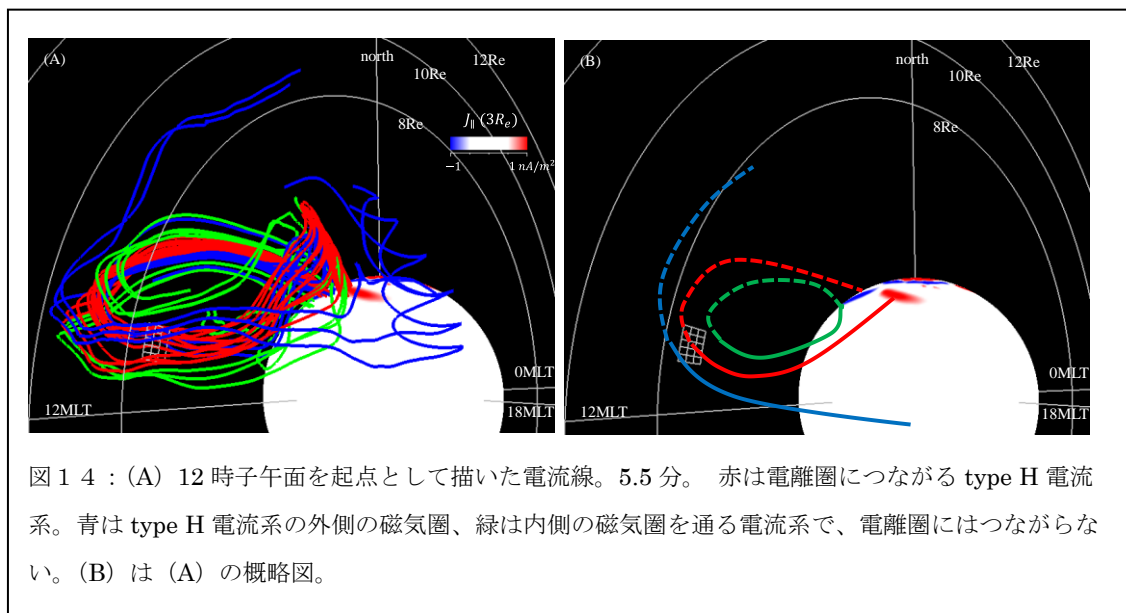 (A)
north
12Re
10Re
8Re
J∥ (3Re)
−1
1 nA/m²
0MLT
12MLT
18MLT
(B)
north
12Re
10Re
8Re
0MLT
12MLT
18MLT
図14：(A) 12時子午面を起点として描いた電流線。5.5分。 赤は電離圏につながる type H 電流
系。青は type H 電流系の外側の磁気圏、緑は内側の磁気圏を通る電流系で、電離圏にはつながらな
い。(B) は (A) の概略図。